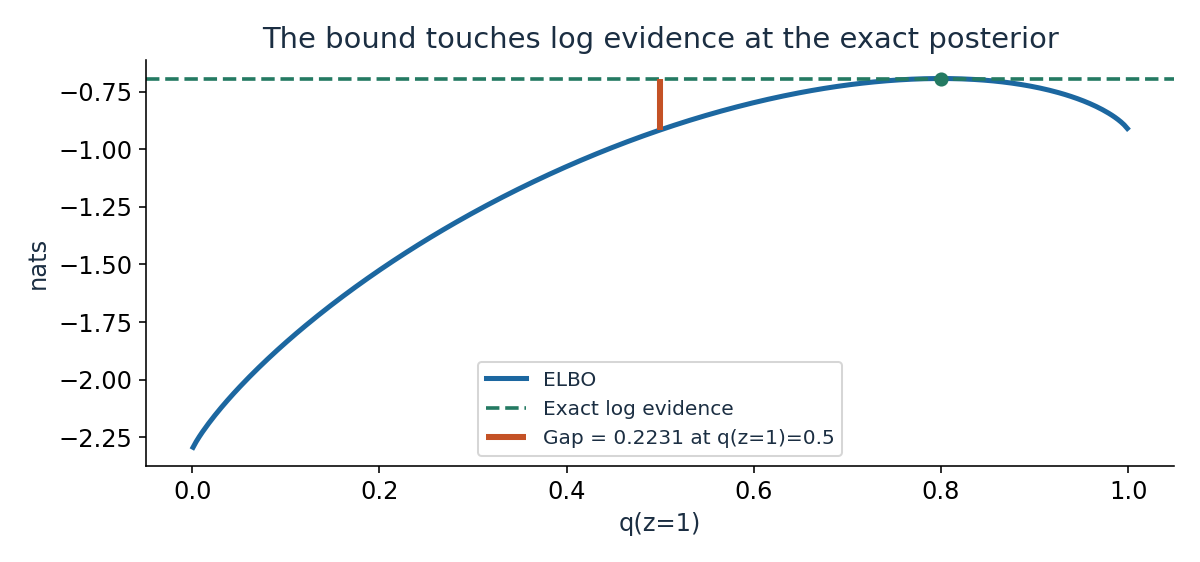 The bound touches log evidence at the exact posterior
nats
−0.75
−1.00
−1.25
−1.50
−1.75
−2.00
−2.25
ELBO
Exact log evidence
Gap = 0.2231 at q(z=1)=0.5
0.0 0.2 0.4 0.6 0.8 1.0
q(z=1)